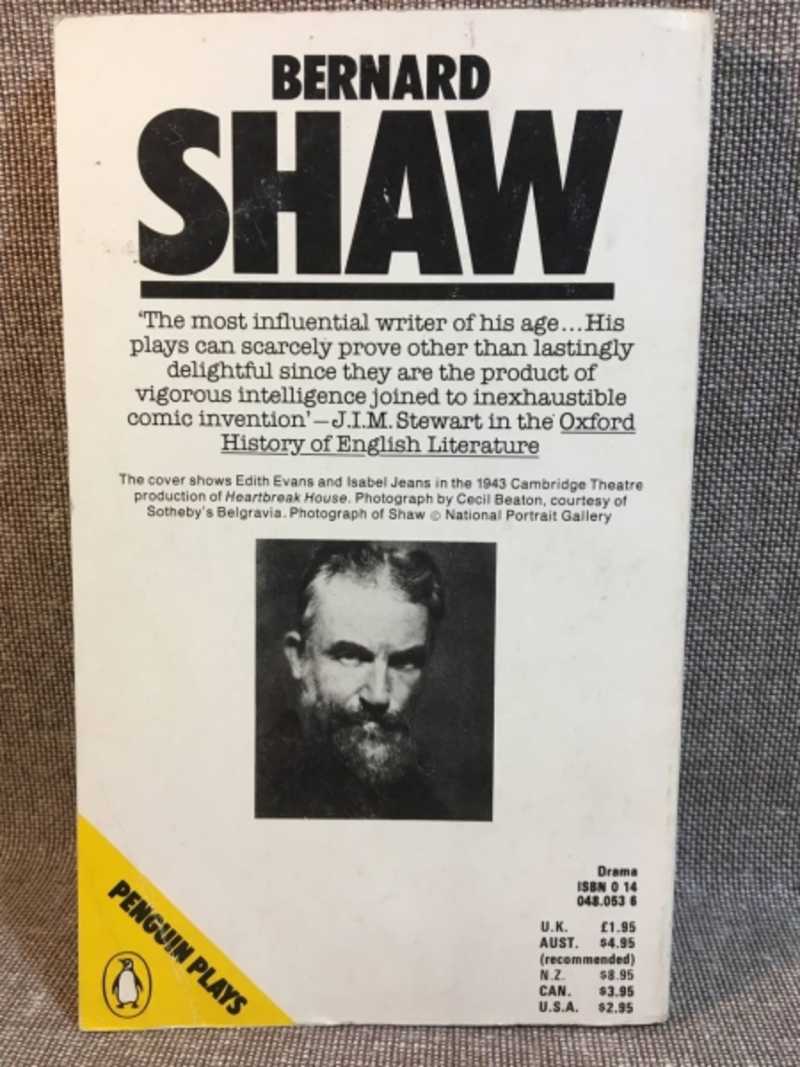 BERNARD
SHAW
'The most influential writer of his age...His
plays can scarcely prove other than lastingly
delightful since they are the product of
vigorous intelligence joined to inexhaustible
comic invention'—J.I.M. Stewart in the Oxford
History of English Literature
The cover shows Edith Evans and Isabel Jeans in the 1943 Cambridge Theatre
production of Heartbreak House. Photograph by Cecil Beaton, courtesy of
Sotheby's Belgravia. Photograph of Shaw © National Portrait Gallery
PENGUIN PLAYS
Drama
ISBN 0 14
048.053 6
U.K. £1.95
AUST. $4.95
(recommended)
N.Z. $8.95
CAN. $3.95
U.S.A. $2.95